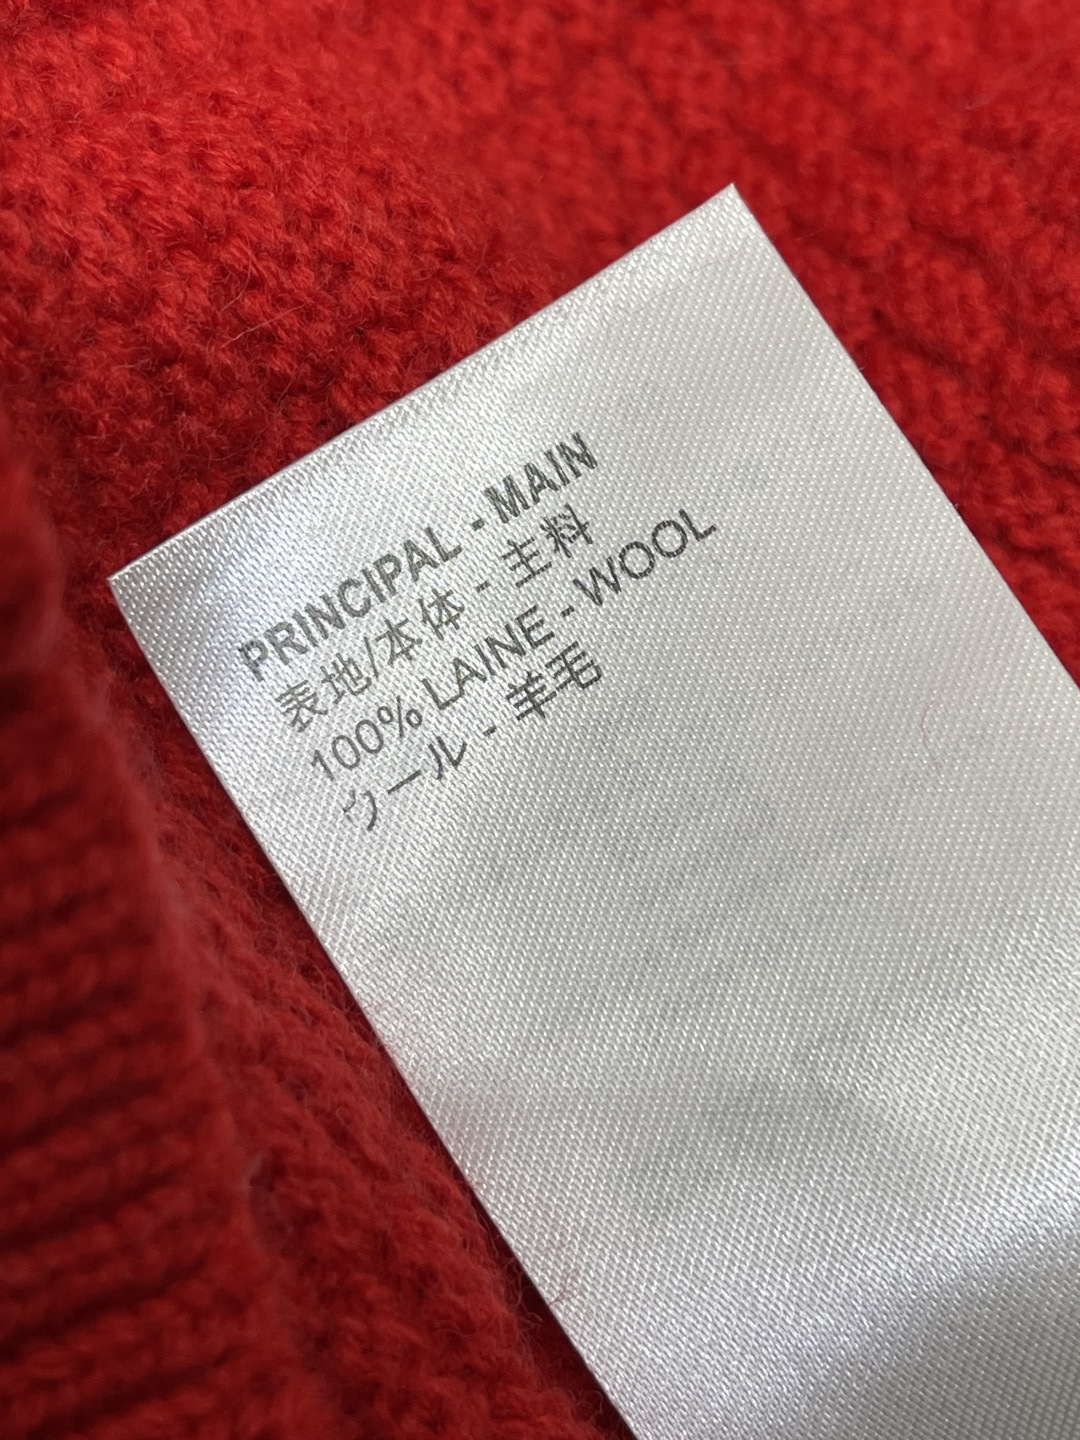 PRINCIPAL - MAIN
表地/本体 - 主料
100% LAINE - WOOL
ウール - 羊毛